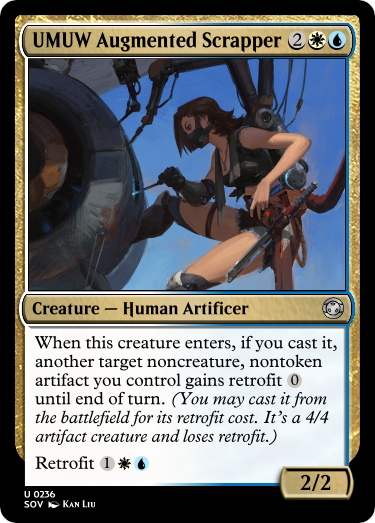 UMUW Augmented Scrapper 2
Creature — Human Artificer
When this creature enters, if you cast it,
another target noncreature, nontoken
artifact you control gains retrofit 0
until end of turn. (You may cast it from
the battlefield for its retrofit cost. It's a 4/4
artifact creature and loses retrofit.)
Retrofit 1
2/2
U 0236
SOV KAN LIU